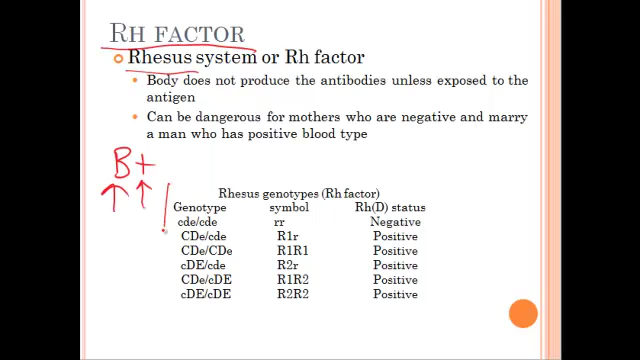 RH FACTOR
Rhesus system or Rh factor
Body does not produce the antibodies unless exposed to the
antigen
Can be dangerous for mothers who are negative and marry
a man who has positive blood type
B+
Rhesus genotypes (Rh factor)
Genotype symbol Rh(D) status
cde/cde rr Negative
CDe/cde R1r Positive
CDe/CDe R1R1 Positive
cDE/cde R2r Positive
CDe/cDE R1R2 Positive
cDE/cDE R2R2 Positive